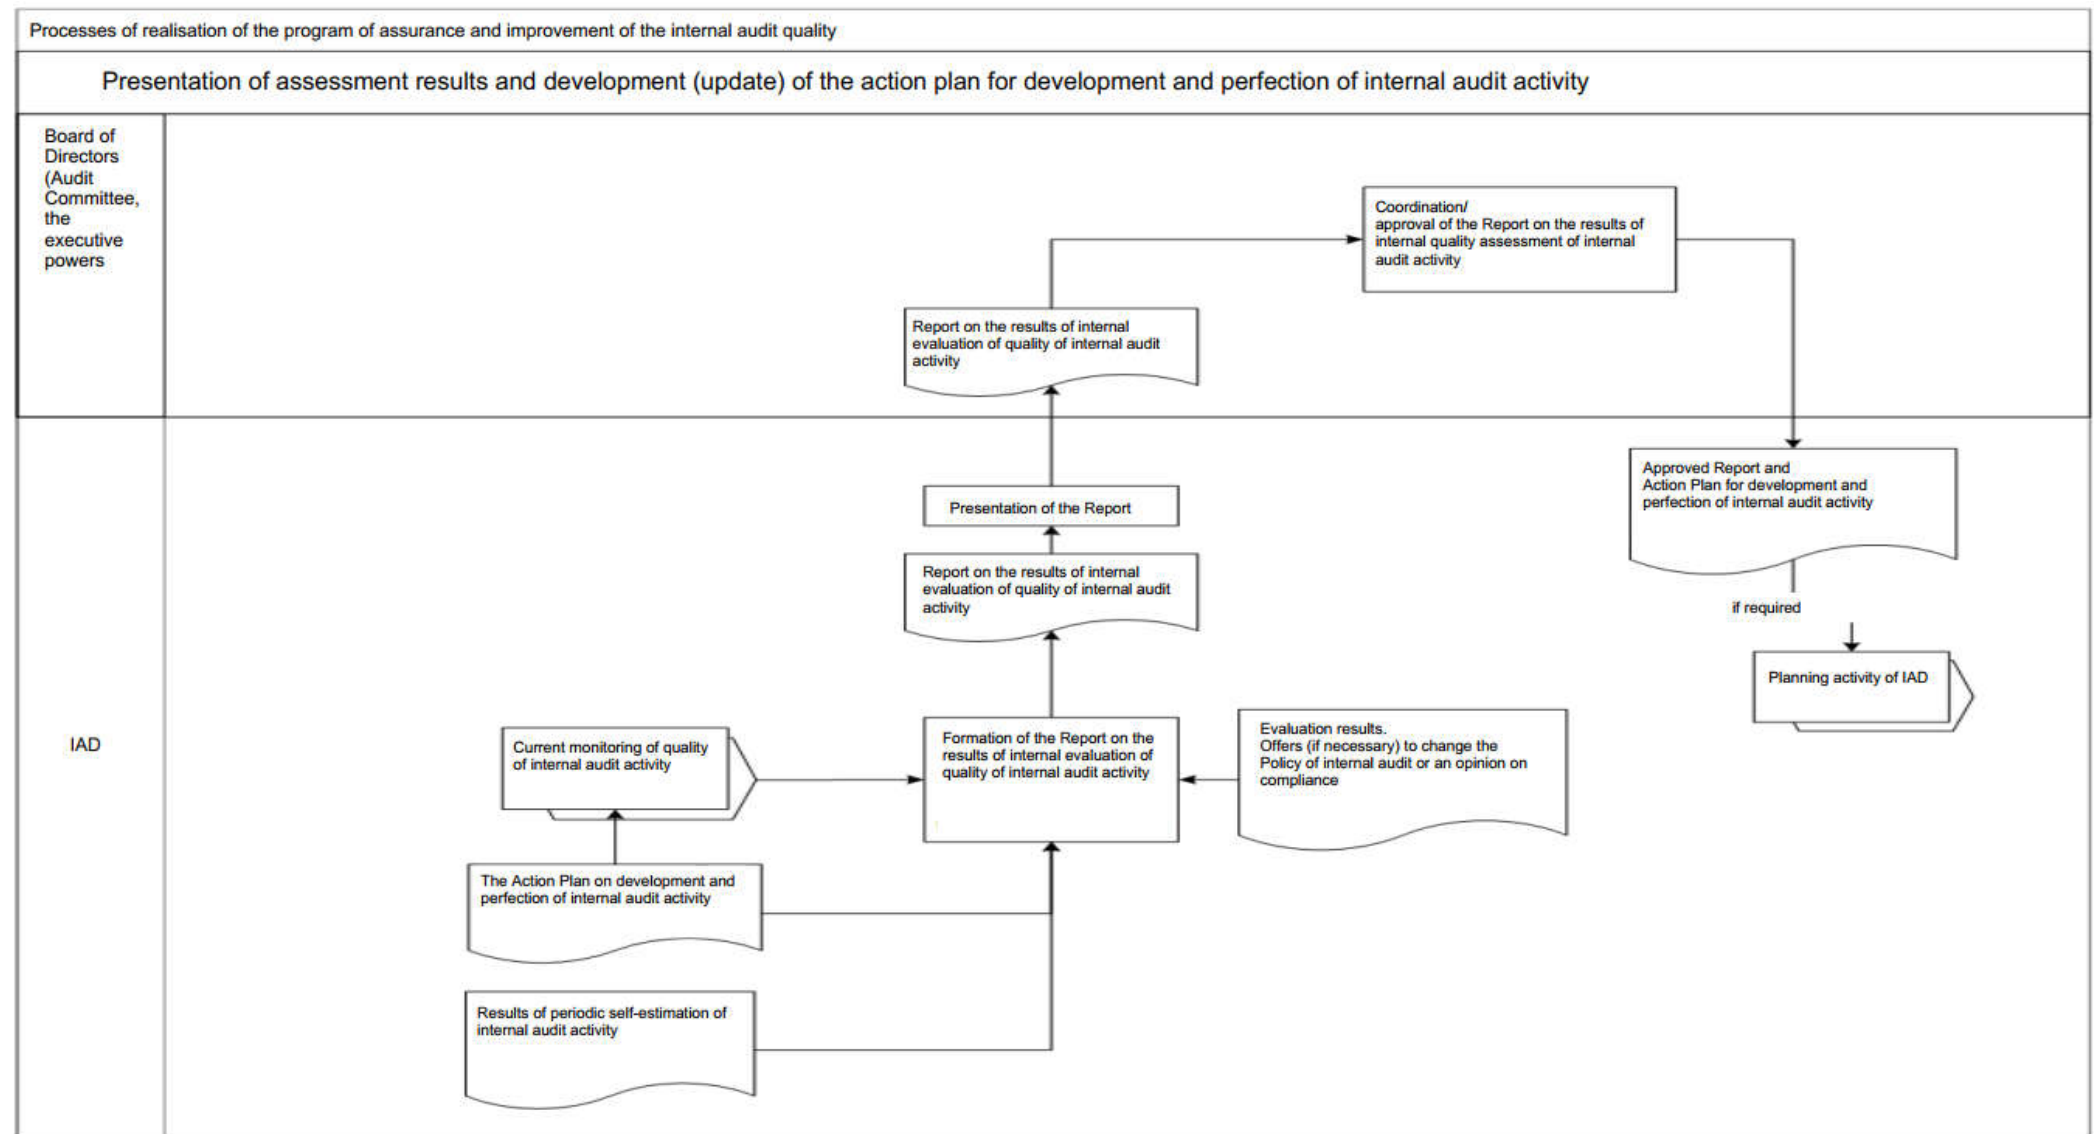 Processes of realisation of the program of assurance and improvement of the internal audit quality
Presentation of assessment results and development (update) of the action plan for development and perfection of internal audit activity
Board of
Directors
(Audit
Committee,
the
executive
powers
Coordination/
approval of the Report on the results of
internal quality assessment of internal
audit activity
Report on the results of internal
evaluation of quality of internal audit
activity
Approved Report and
Action Plan for development and
perfection of internal audit activity
Presentation of the Report
Report on the results of internal
evaluation of quality of internal audit
activity
if required
Planning activity of IAD
IAD
Current monitoring of quality
of internal audit activity
Formation of the Report on the
results of internal evaluation of
quality of internal audit activity
Evaluation results.
Offers (if necessary) to change the
Policy of internal audit or an opinion on
compliance
The Action Plan on development and
perfection of internal audit activity
Results of periodic self-estimation of
internal audit activity